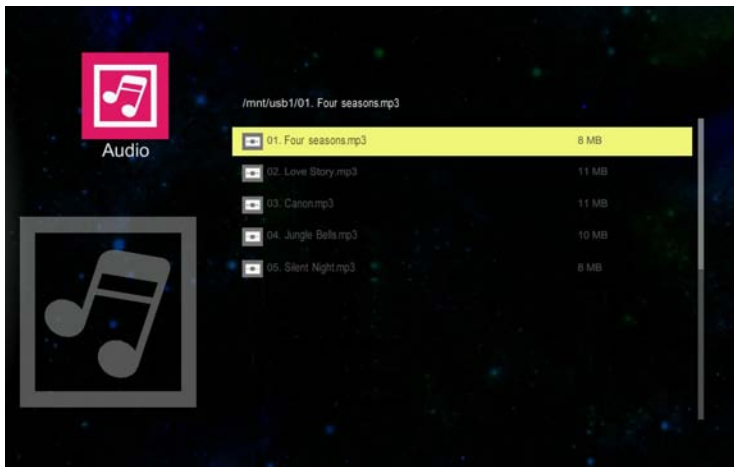 Audio
/mnt/usb1/01. Four seasons.mp3
01. Four seasons.mp3 8 MB
02. Love Story.mp3 11 MB
03. Canon.mp3 11 MB
04. Jungle Bells.mp3 10 MB
05. Silent Night.mp3 8 MB